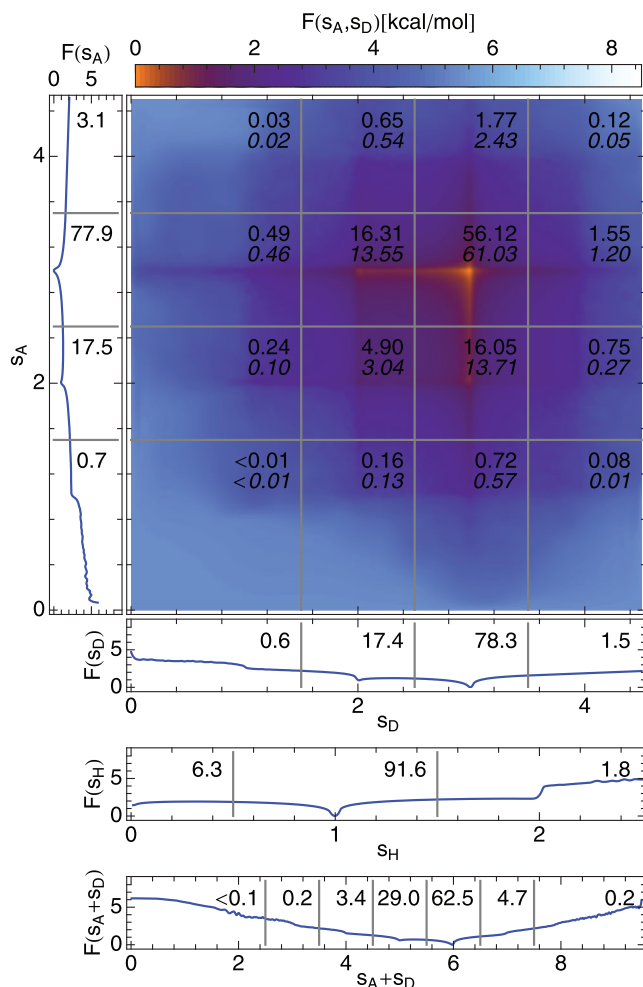 F(s_A,s_D)[kcal/mol]
F(s_A)
0 5
0 2 4 6 8
3.1
0.03 0.65 1.77 0.12
0.02 0.54 2.43 0.05
4
77.9
0.49 16.31 56.12 1.55
0.46 13.55 61.03 1.20
s_A
17.5
0.24 4.90 16.05 0.75
0.10 3.04 13.71 0.27
2
0.7
<0.01 0.16 0.72 0.08
<0.01 0.13 0.57 0.01
0
F(s_D)
5
0
0.6 17.4 78.3 1.5
0 2 4
s_D
F(s_H)
5
0
6.3 91.6 1.8
0 1 2
s_H
F(s_A+s_D)
5
0
<0.1 0.2 3.4 29.0 62.5 4.7 0.2
0 2 4 6 8
s_A+s_D